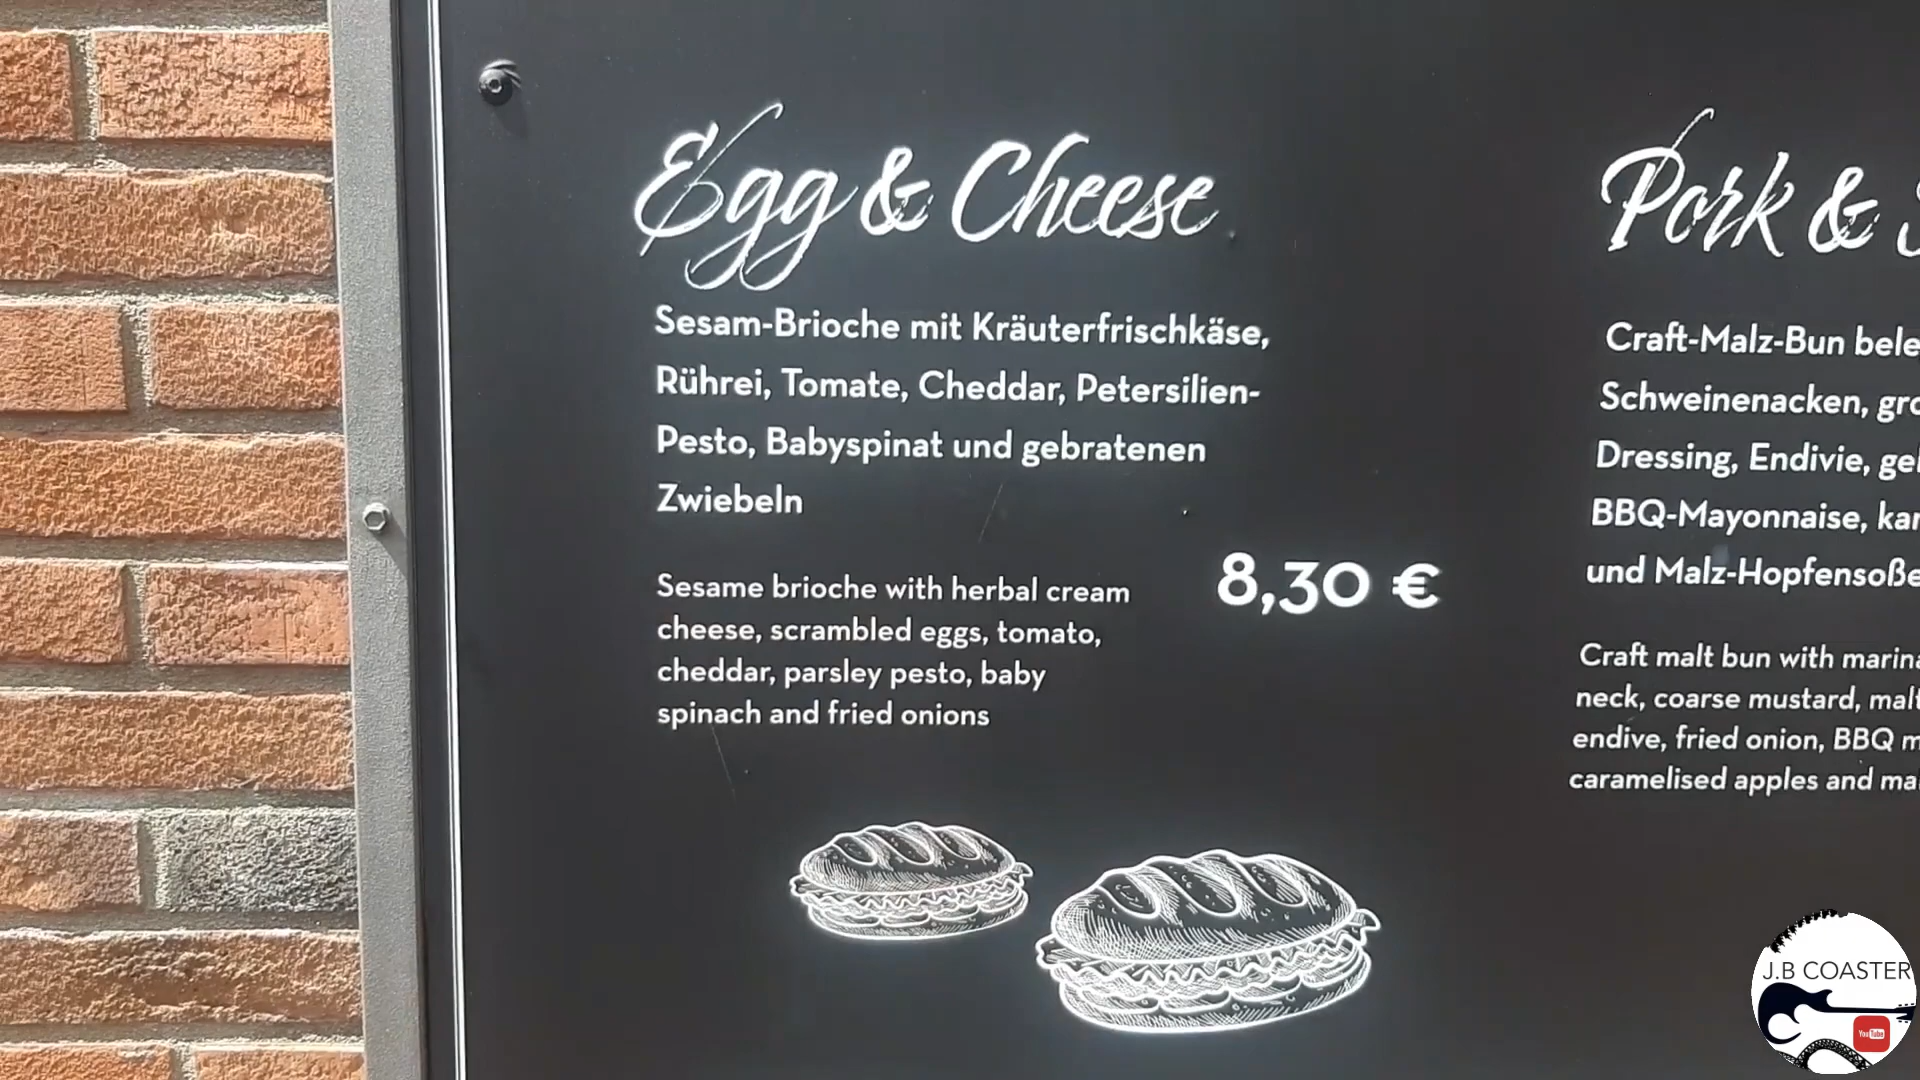 Egg & Cheese
Sesam-Brioche mit Kräuterfrischkäse,
Rührei, Tomate, Cheddar, Petersilien-
Pesto, Babyspinat und gebratenen
Zwiebeln
8,30 €
Sesame brioche with herbal cream
cheese, scrambled eggs, tomato,
cheddar, parsley pesto, baby
spinach and fried onions
Pork &
Craft-Malz-Bun
Schweinenacken,
Dressing, Endivie,
BBQ-Mayonnaise,
und Malz-Hopfensoße
Craft malt bun with
neck, coarse mustard,
endive, fried onion, BBQ
caramelised apples and
J.B COASTER
YouTube